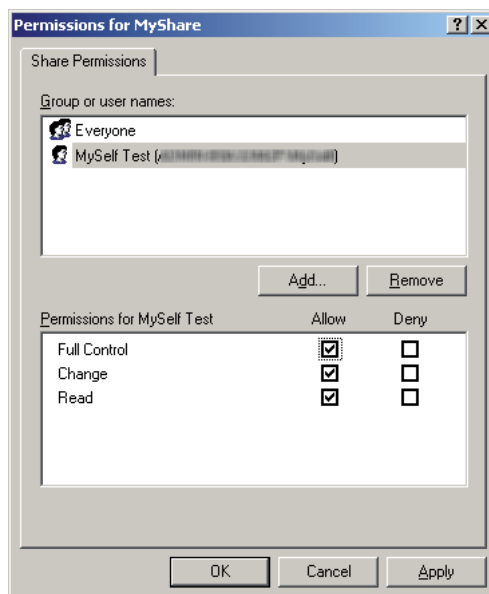 Permissions for MyShare
Share Permissions
Group or user names:
Everyone
MySelf Test (
Add... Remove
Permissions for MySelf Test Allow Deny
Full Control
Change
Read
OK Cancel Apply